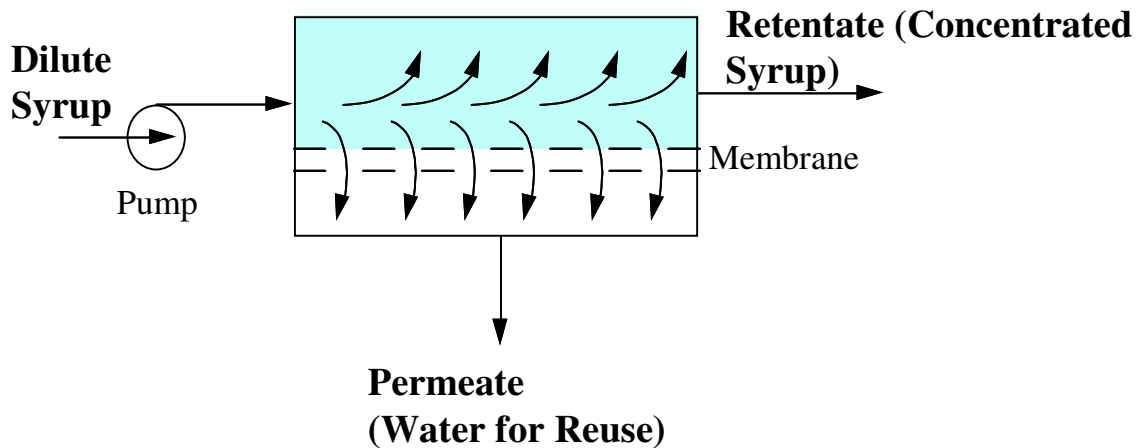 Dilute
Syrup
Pump
Retentate (Concentrated
Syrup)
Membrane
Permeate
(Water for Reuse)